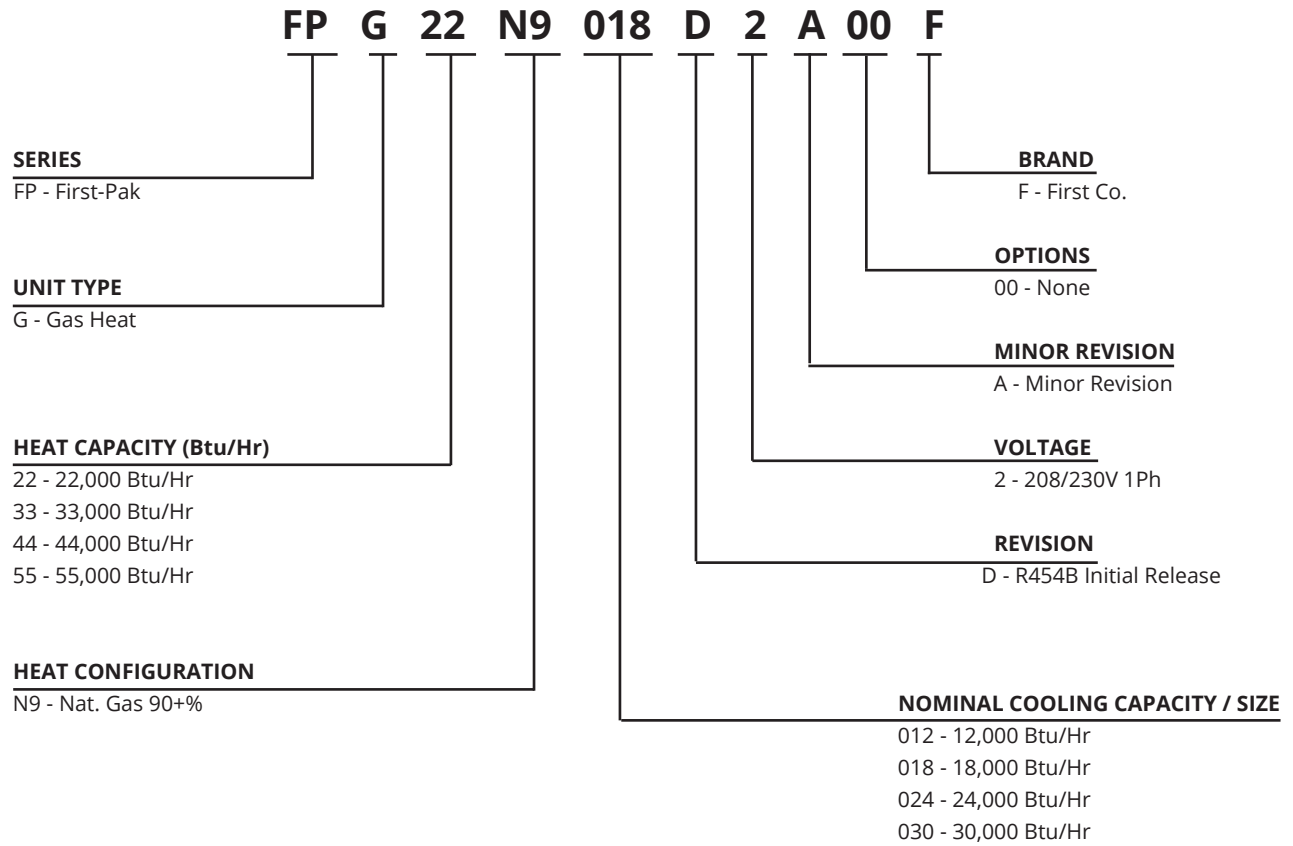 FP G 22 N9 018 D 2 A 00 F
SERIES
FP - First-Pak
UNIT TYPE
G - Gas Heat
HEAT CAPACITY (Btu/Hr)
22 - 22,000 Btu/Hr
33 - 33,000 Btu/Hr
44 - 44,000 Btu/Hr
55 - 55,000 Btu/Hr
HEAT CONFIGURATION
N9 - Nat. Gas 90+%
BRAND
F - First Co.
OPTIONS
00 - None
MINOR REVISION
A - Minor Revision
VOLTAGE
2 - 208/230V 1Ph
REVISION
D - R454B Initial Release
NOMINAL COOLING CAPACITY / SIZE
012 - 12,000 Btu/Hr
018 - 18,000 Btu/Hr
024 - 24,000 Btu/Hr
030 - 30,000 Btu/Hr